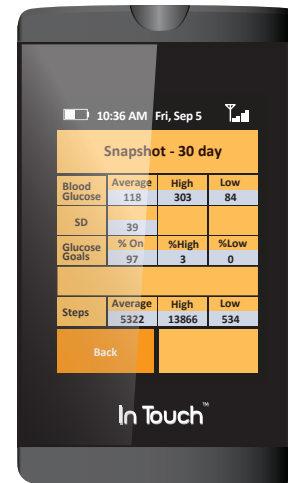 10:36 AM Fri, Sep 5
Snapshot - 30 day
Blood Glucose Average High Low
118 303 84
SD 39
Glucose Goals % On %High %Low
97 3 0
Steps Average High Low
5322 13866 534
Back
In Touch™